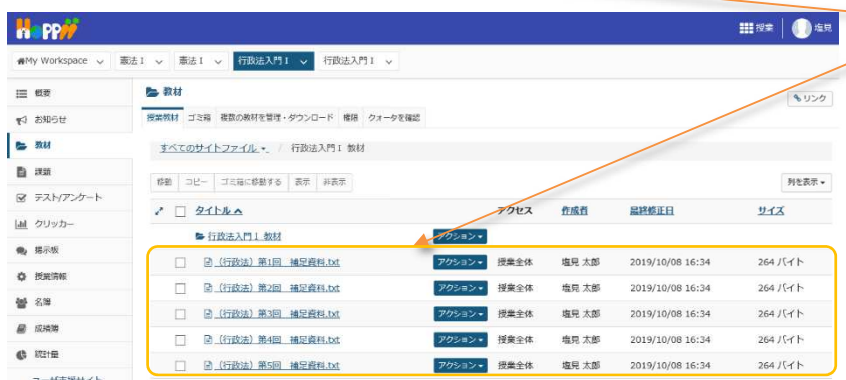 Hoppii
授業 塩見
My Workspace 憲法Ⅰ 憲法Ⅰ 行政法入門Ⅰ 行政法入門Ⅰ
概要
お知らせ
教材
課題
テスト/アンケート
クリッカー
掲示板
授業情報
名簿
成績簿
統計量
教材
リンク
授業教材 ゴミ箱 複数の教材を管理・ダウンロード 権限 クォータを確認
すべてのサイトファイル / 行政法入門Ⅰ 教材
移動 コピー ゴミ箱に移動する 表示 非表示 列を表示
タイトル アクセス 作成者 最終修正日 サイズ
行政法入門Ⅰ 教材 アクション
（行政法）第1回 補足資料.txt アクション 授業全体 塩見 太郎 2019/10/08 16:34 264 バイト
（行政法）第2回 補足資料.txt アクション 授業全体 塩見 太郎 2019/10/08 16:34 264 バイト
（行政法）第3回 補足資料.txt アクション 授業全体 塩見 太郎 2019/10/08 16:34 264 バイト
（行政法）第4回 補足資料.txt アクション 授業全体 塩見 太郎 2019/10/08 16:34 264 バイト
（行政法）第5回 補足資料.txt アクション 授業全体 塩見 太郎 2019/10/08 16:34 264 バイト